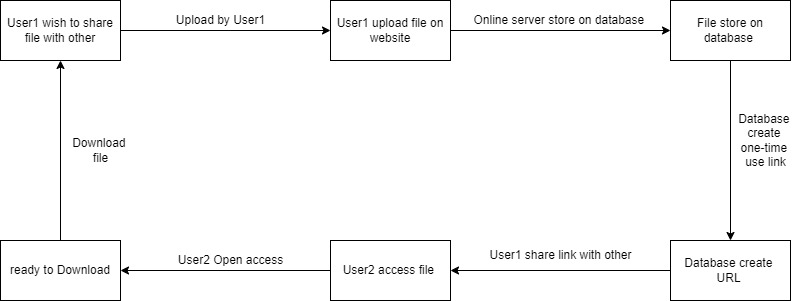 User1 wish to share
file with other
Upload by User1
User1 upload file on
website
Online server store on database
File store on
database
Database
create
one-time
use link
Database create
URL
User1 share link with other
User2 access file
User2 Open access
ready to Download
Download
file